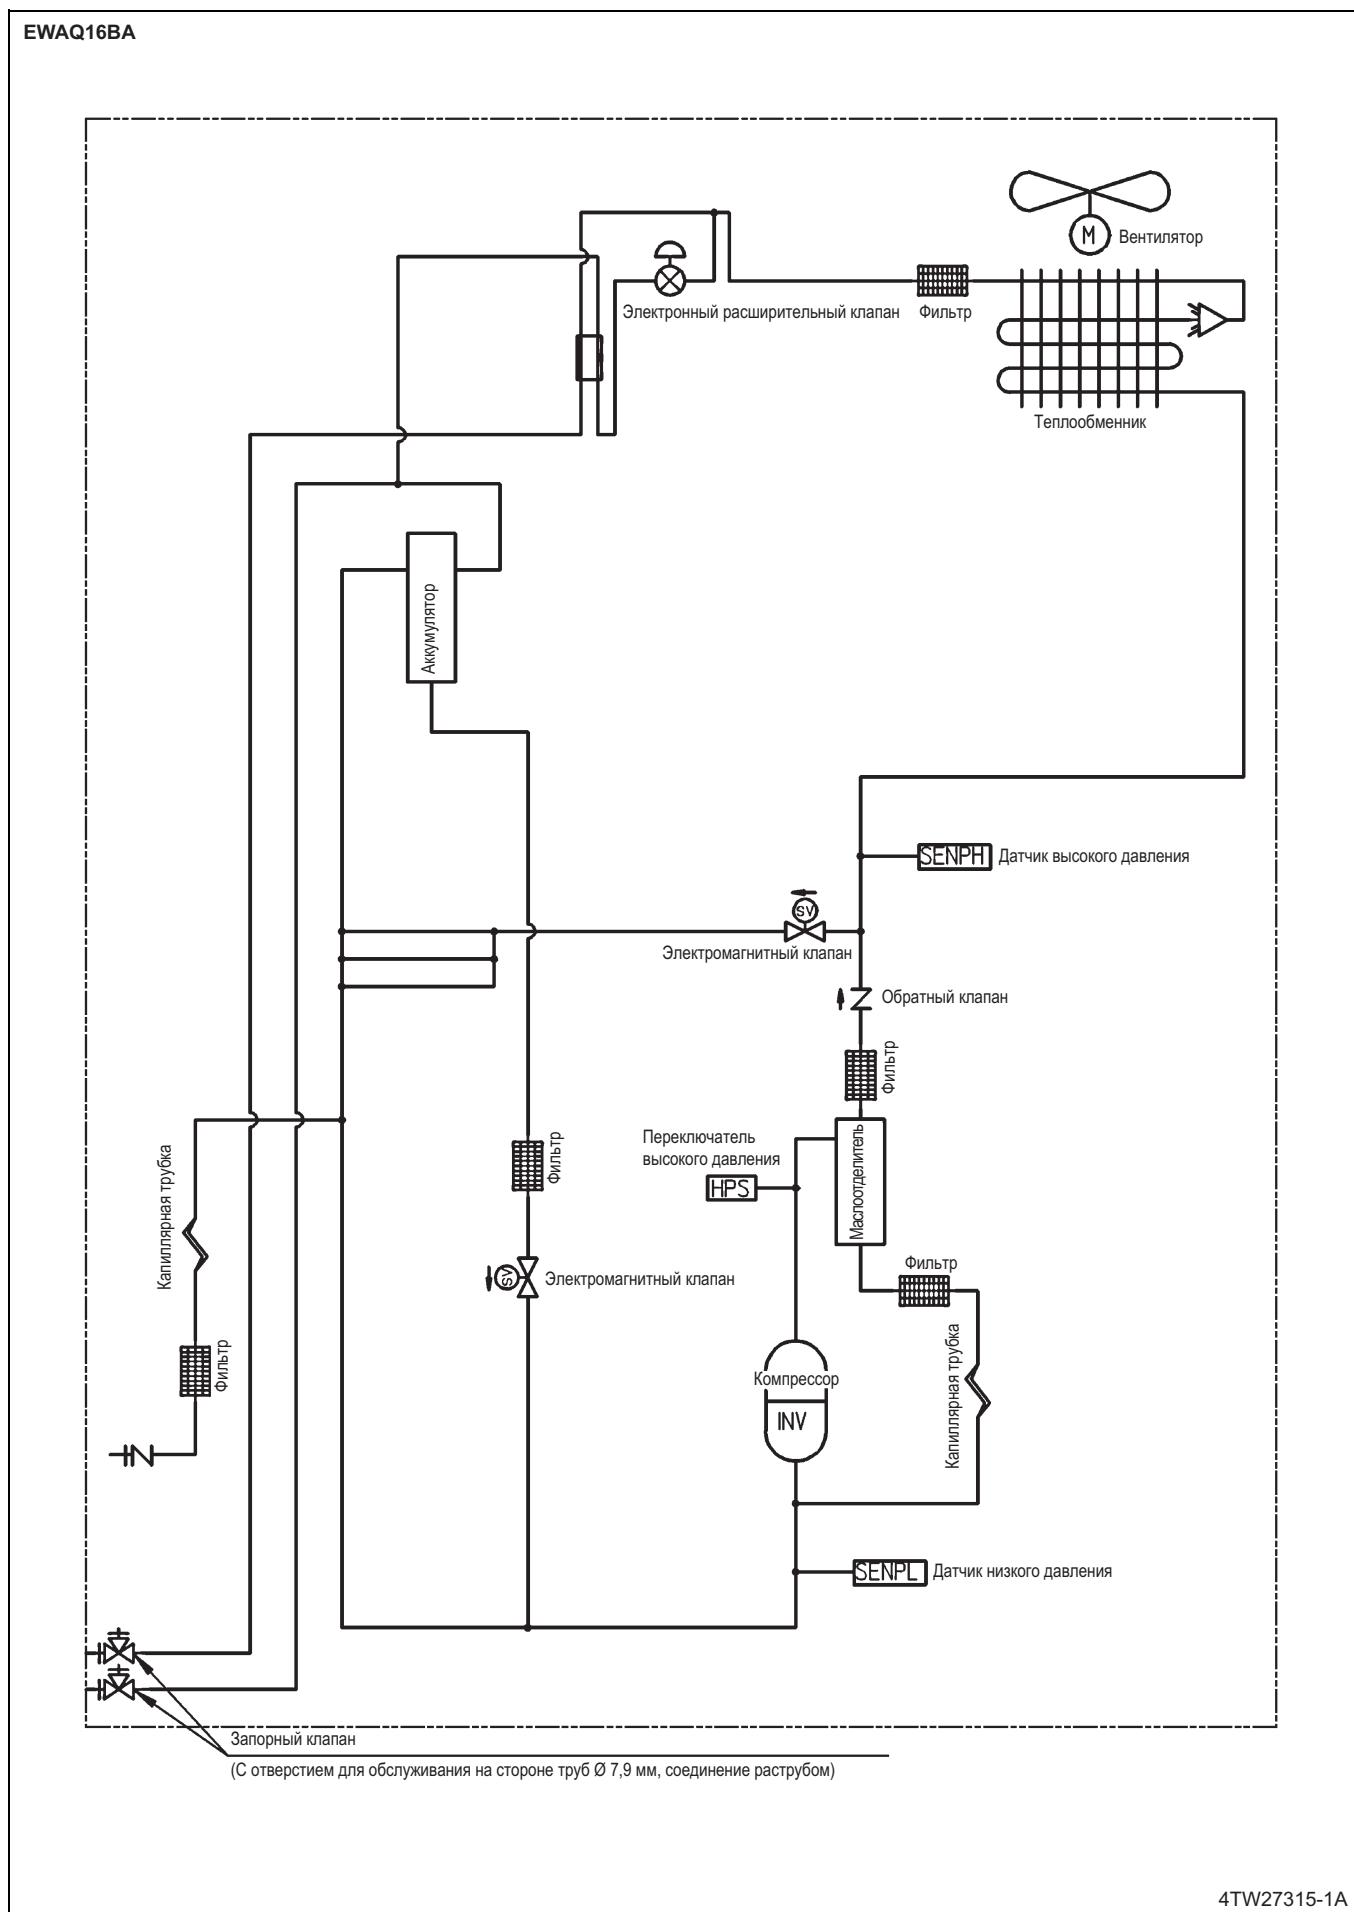 EWAQ16BA
M
Вентилятор
Электронный расширительный клапан
Фильтр
Теплообменник
Аккумулятор
SENPH
Датчик высокого давления
SV
Электромагнитный клапан
Обратный клапан
Фильтр
Переключатель
высокого давления
HPS
Маслоотделитель
Фильтр
Капиллярная трубка
SV
Электромагнитный клапан
Фильтр
Фильтр
Компрессор
INV
Капиллярная трубка
SENPL
Датчик низкого давления
Запорный клапан
(С отверстием для обслуживания на стороне труб Ø 7,9 мм, соединение раструбом)
4TW27315-1A